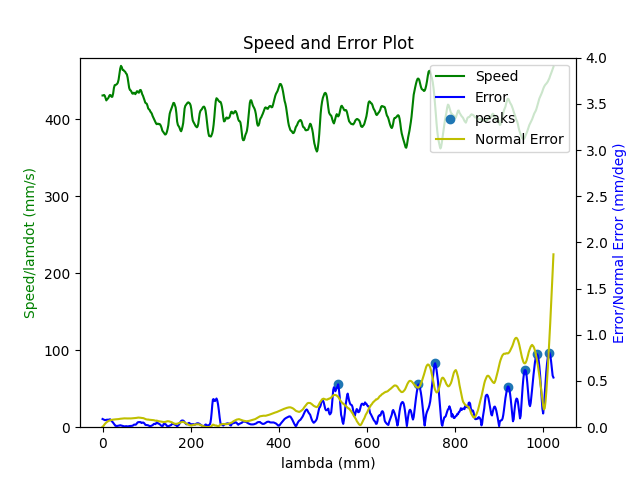 Speed and Error Plot
Speed
Error
peaks
Normal Error
Speed/lamdot (mm/s)
400
300
200
100
0
4.0
3.5
3.0
2.5
2.0
1.5
1.0
0.5
0.0
Error/Normal Error (mm/deg)
0 200 400 600 800 1000
lambda (mm)